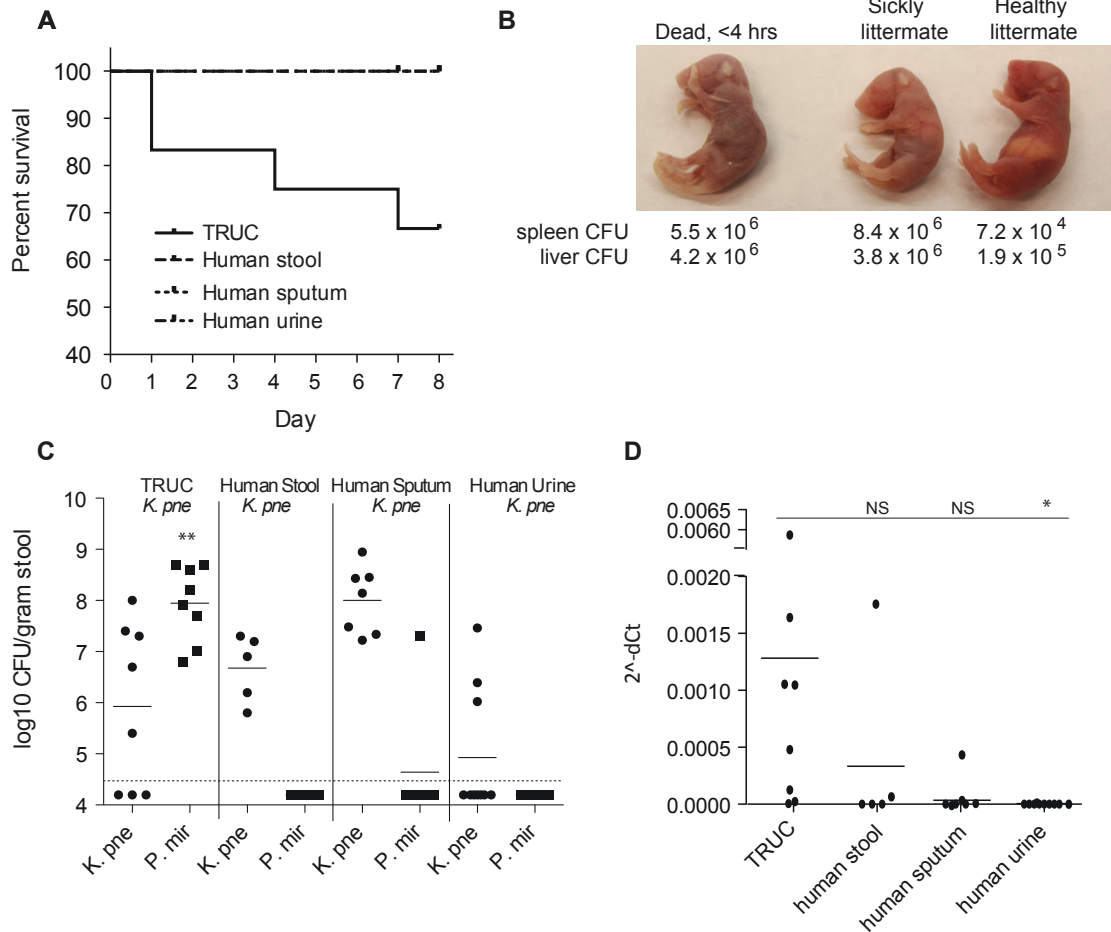 A
Percent survival
100
90
80
70
60
50
40
TRUC
Human stool
Human sputum
Human urine
0 1 2 3 4 5 6 7 8
Day
B
Dead, <4 hrs
Sickly
littermate
Healthy
littermate
spleen CFU 5.5 x 10^6 8.4 x 10^6 7.2 x 10^4
liver CFU 4.2 x 10^6 3.8 x 10^6 1.9 x 10^5
C
TRUC Human Stool Human Sputum Human Urine
K. pne K. pne K. pne K. pne
**
log10 CFU/gram stool
10
9
8
7
6
5
4
K. pne P. mir K. pne P. mir K. pne P. mir K. pne P. mir
D
NS NS *
2^-dCt
0.0065
0.0060
0.0020
0.0015
0.0010
0.0005
0.0000
TRUC
human stool
human sputum
human urine